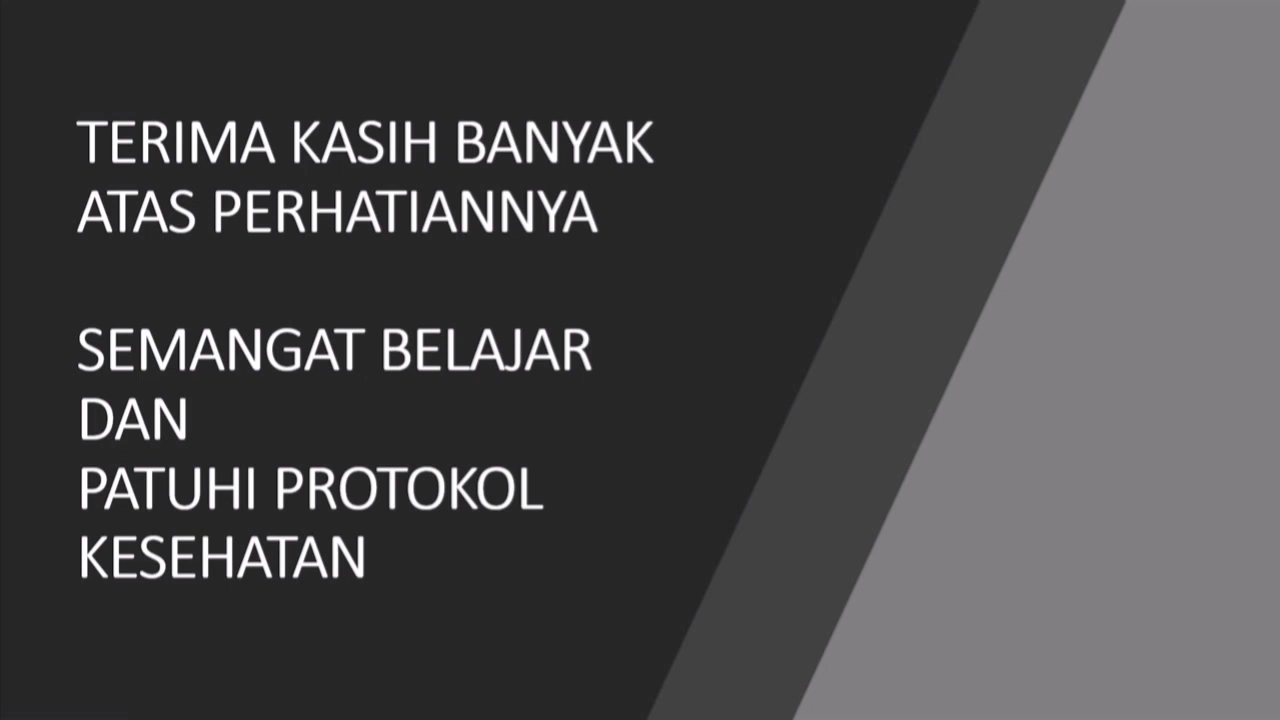 TERIMA KASIH BANYAK
ATAS PERHATIANNYA
SEMANGAT BELAJAR
DAN
PATUHI PROTOKOL
KESEHATAN